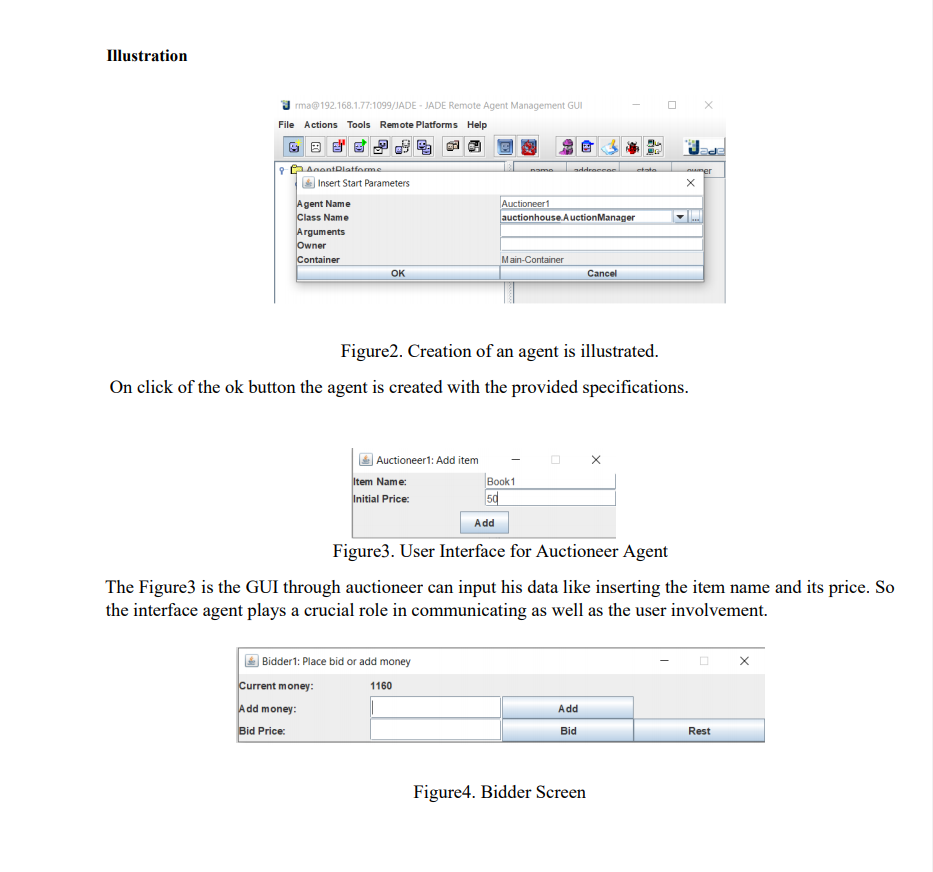 Illustration
rma@192.168.1.77:1099/JADE - JADE Remote Agent Management GUI
File Actions Tools Remote Platforms Help
Jade
AgentPlatforms name addresses state owner
Insert Start Parameters
Agent Name Auctioneer1
Class Name auctionhouse.AuctionManager ...
Arguments
Owner
Container Main-Container
OK Cancel
Figure2. Creation of an agent is illustrated.
On click of the ok button the agent is created with the provided specifications.
Auctioneer1: Add item
Item Name: Book1
Initial Price: 50
Add
Figure3. User Interface for Auctioneer Agent
The Figure3 is the GUI through auctioneer can input his data like inserting the item name and its price. So
the interface agent plays a crucial role in communicating as well as the user involvement.
Bidder1: Place bid or add money
Current money: 1160
Add money: Add
Bid Price: Bid Rest
Figure4. Bidder Screen